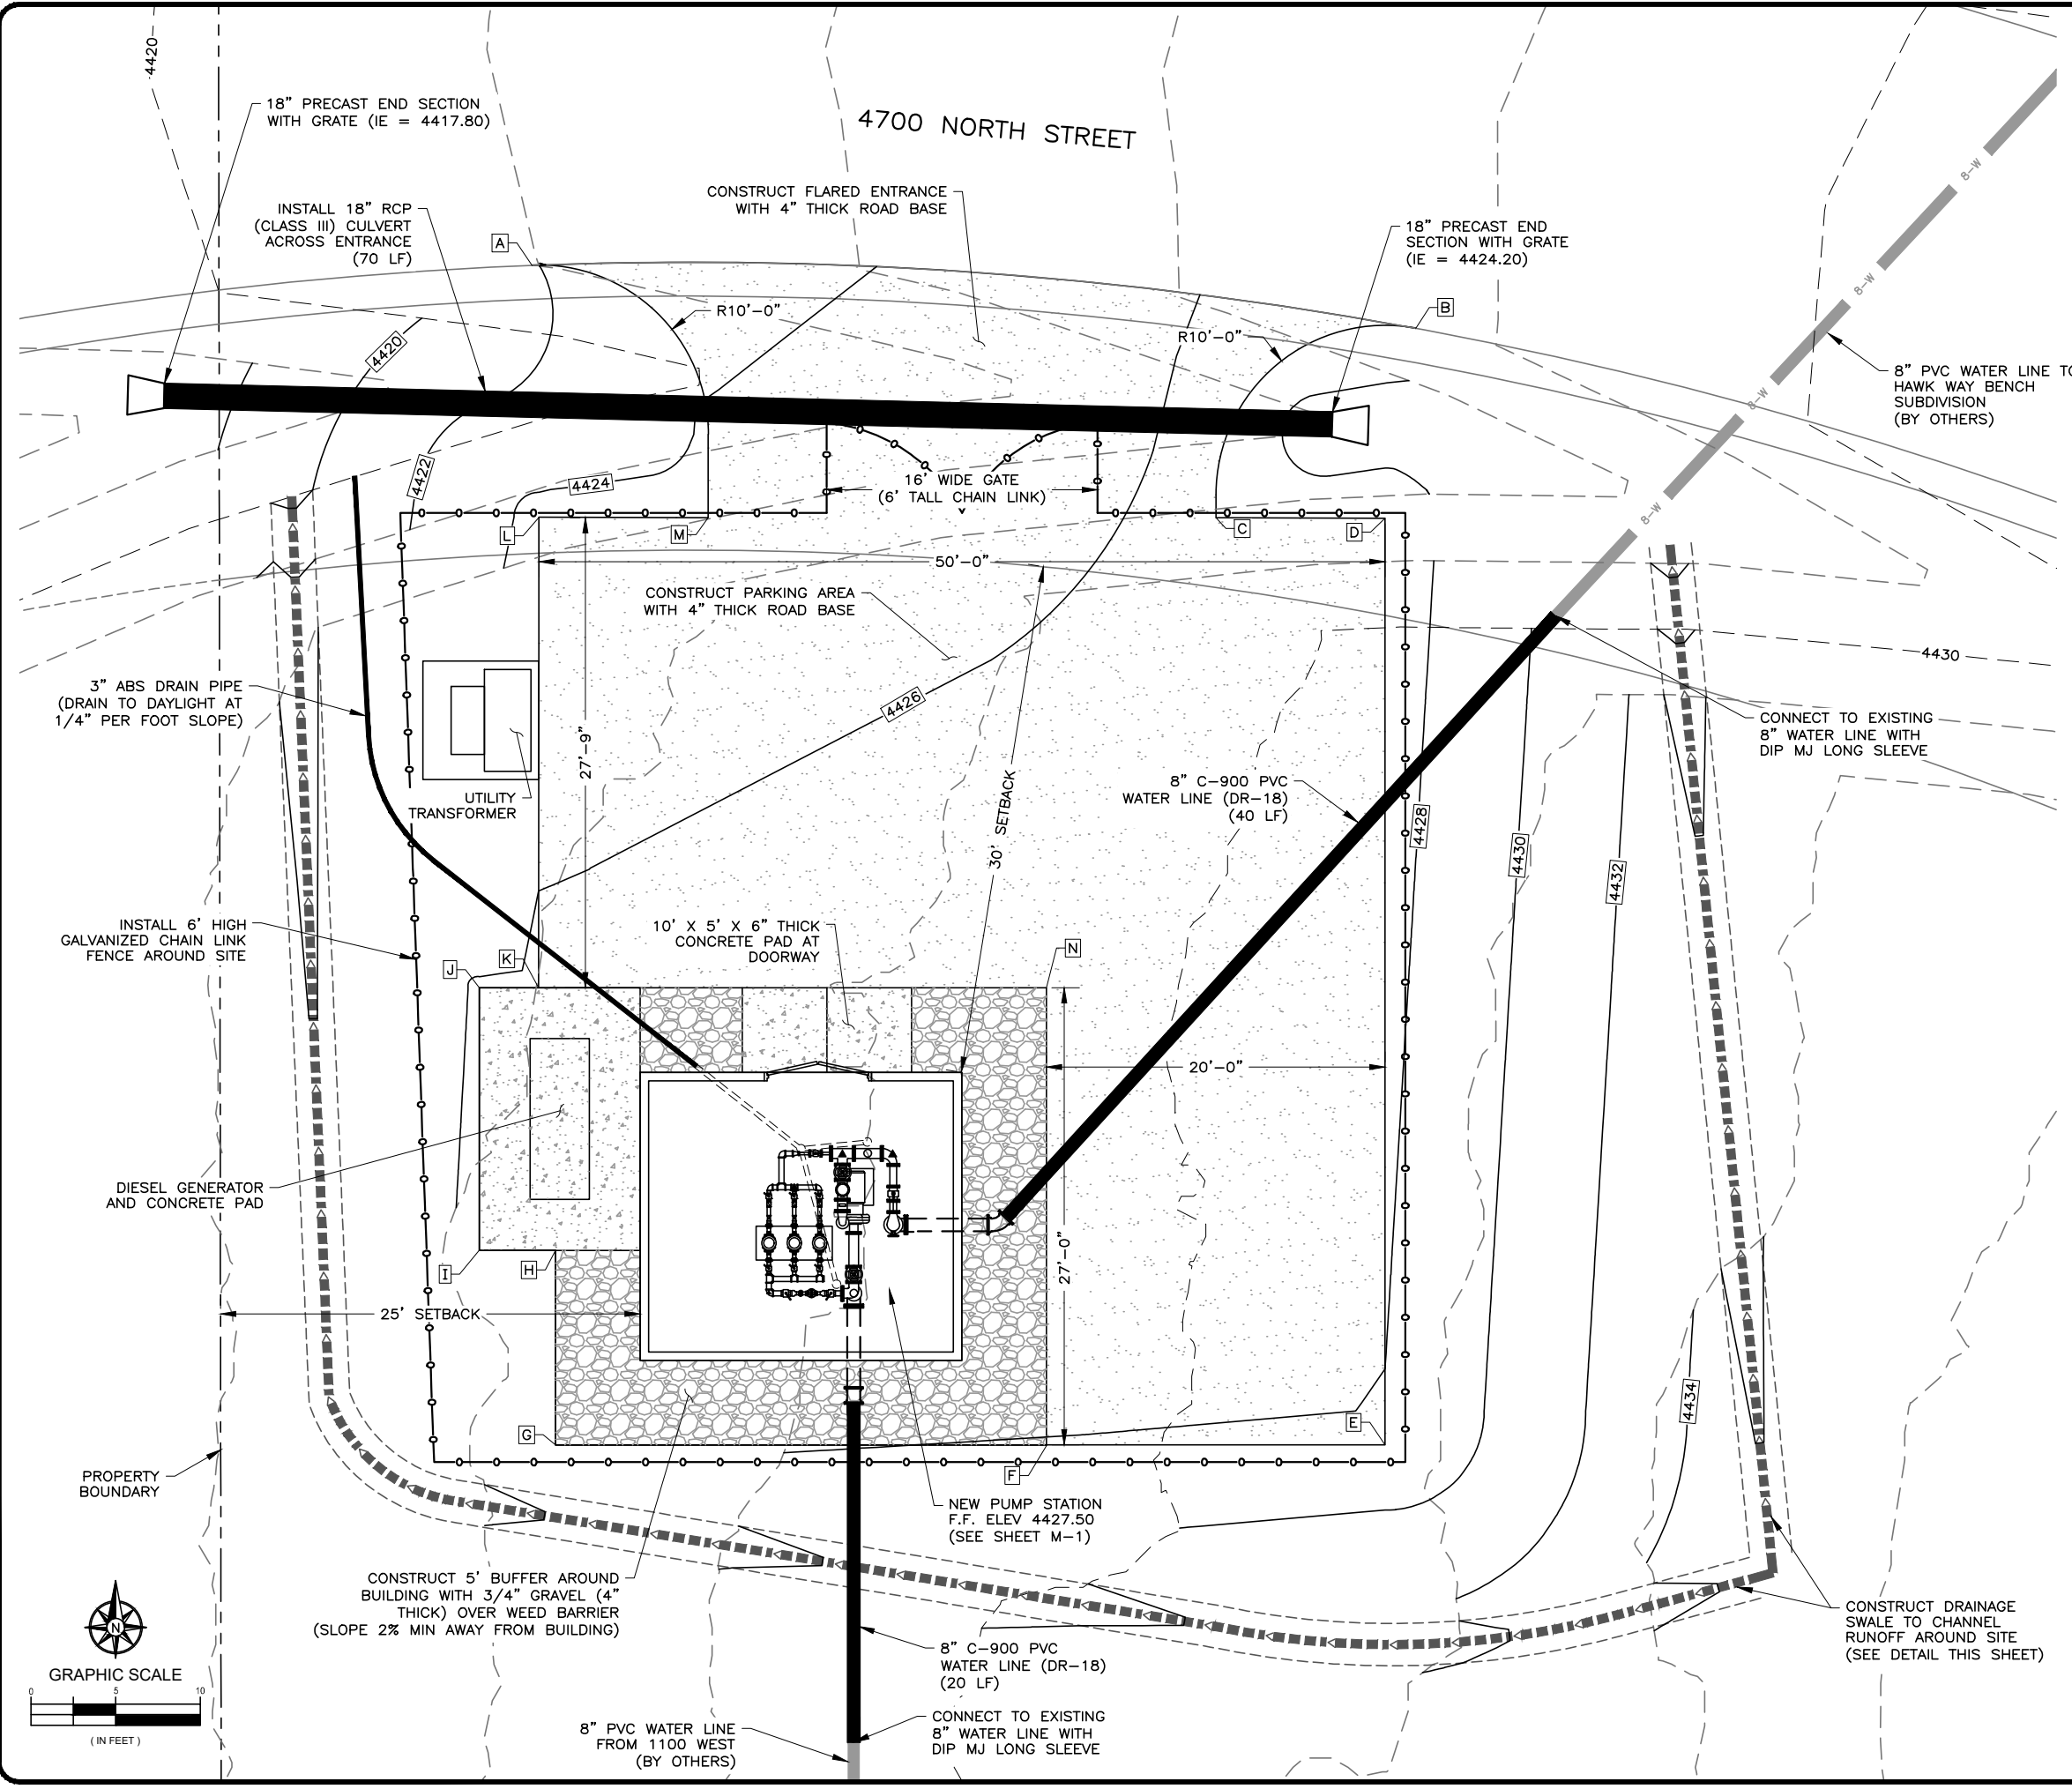 4420
18" PRECAST END SECTION
WITH GRATE (IE = 4417.80)
4700 NORTH STREET
INSTALL 18" RCP
(CLASS III) CULVERT
ACROSS ENTRANCE
(70 LF)
CONSTRUCT FLARED ENTRANCE
WITH 4" THICK ROAD BASE
18" PRECAST END
SECTION WITH GRATE
(IE = 4424.20)
8-W
8-W
8-W
8-W
A
B
R10'-0"
R10'-0"
4420
8" PVC WATER LINE TO
HAWK WAY BENCH
SUBDIVISION
(BY OTHERS)
4422
4424
16' WIDE GATE
(6' TALL CHAIN LINK)
L
M
C
D
50'-0"
CONSTRUCT PARKING AREA
WITH 4" THICK ROAD BASE
4430
3" ABS DRAIN PIPE
(DRAIN TO DAYLIGHT AT
1/4" PER FOOT SLOPE)
4426
27'-9"
CONNECT TO EXISTING
8" WATER LINE WITH
DIP MJ LONG SLEEVE
UTILITY
TRANSFORMER
30' SETBACK
8" C-900 PVC
WATER LINE (DR-18)
(40 LF)
4428
4430
4432
INSTALL 6' HIGH
GALVANIZED CHAIN LINK
FENCE AROUND SITE
10' X 5' X 6" THICK
CONCRETE PAD AT
DOORWAY
J
K
N
20'-0"
DIESEL GENERATOR
AND CONCRETE PAD
27'-0"
I
H
25' SETBACK
4434
G
E
F
PROPERTY
BOUNDARY
NEW PUMP STATION
F.F. ELEV 4427.50
(SEE SHEET M-1)
CONSTRUCT 5' BUFFER AROUND
BUILDING WITH 3/4" GRAVEL (4"
THICK) OVER WEED BARRIER
(SLOPE 2% MIN AWAY FROM BUILDING)
CONSTRUCT DRAINAGE
SWALE TO CHANNEL
RUNOFF AROUND SITE
(SEE DETAIL THIS SHEET)
8" C-900 PVC
WATER LINE (DR-18)
(20 LF)
N
GRAPHIC SCALE
0 5 10
( IN FEET )
8" PVC WATER LINE
FROM 1100 WEST
(BY OTHERS)
CONNECT TO EXISTING
8" WATER LINE WITH
DIP MJ LONG SLEEVE